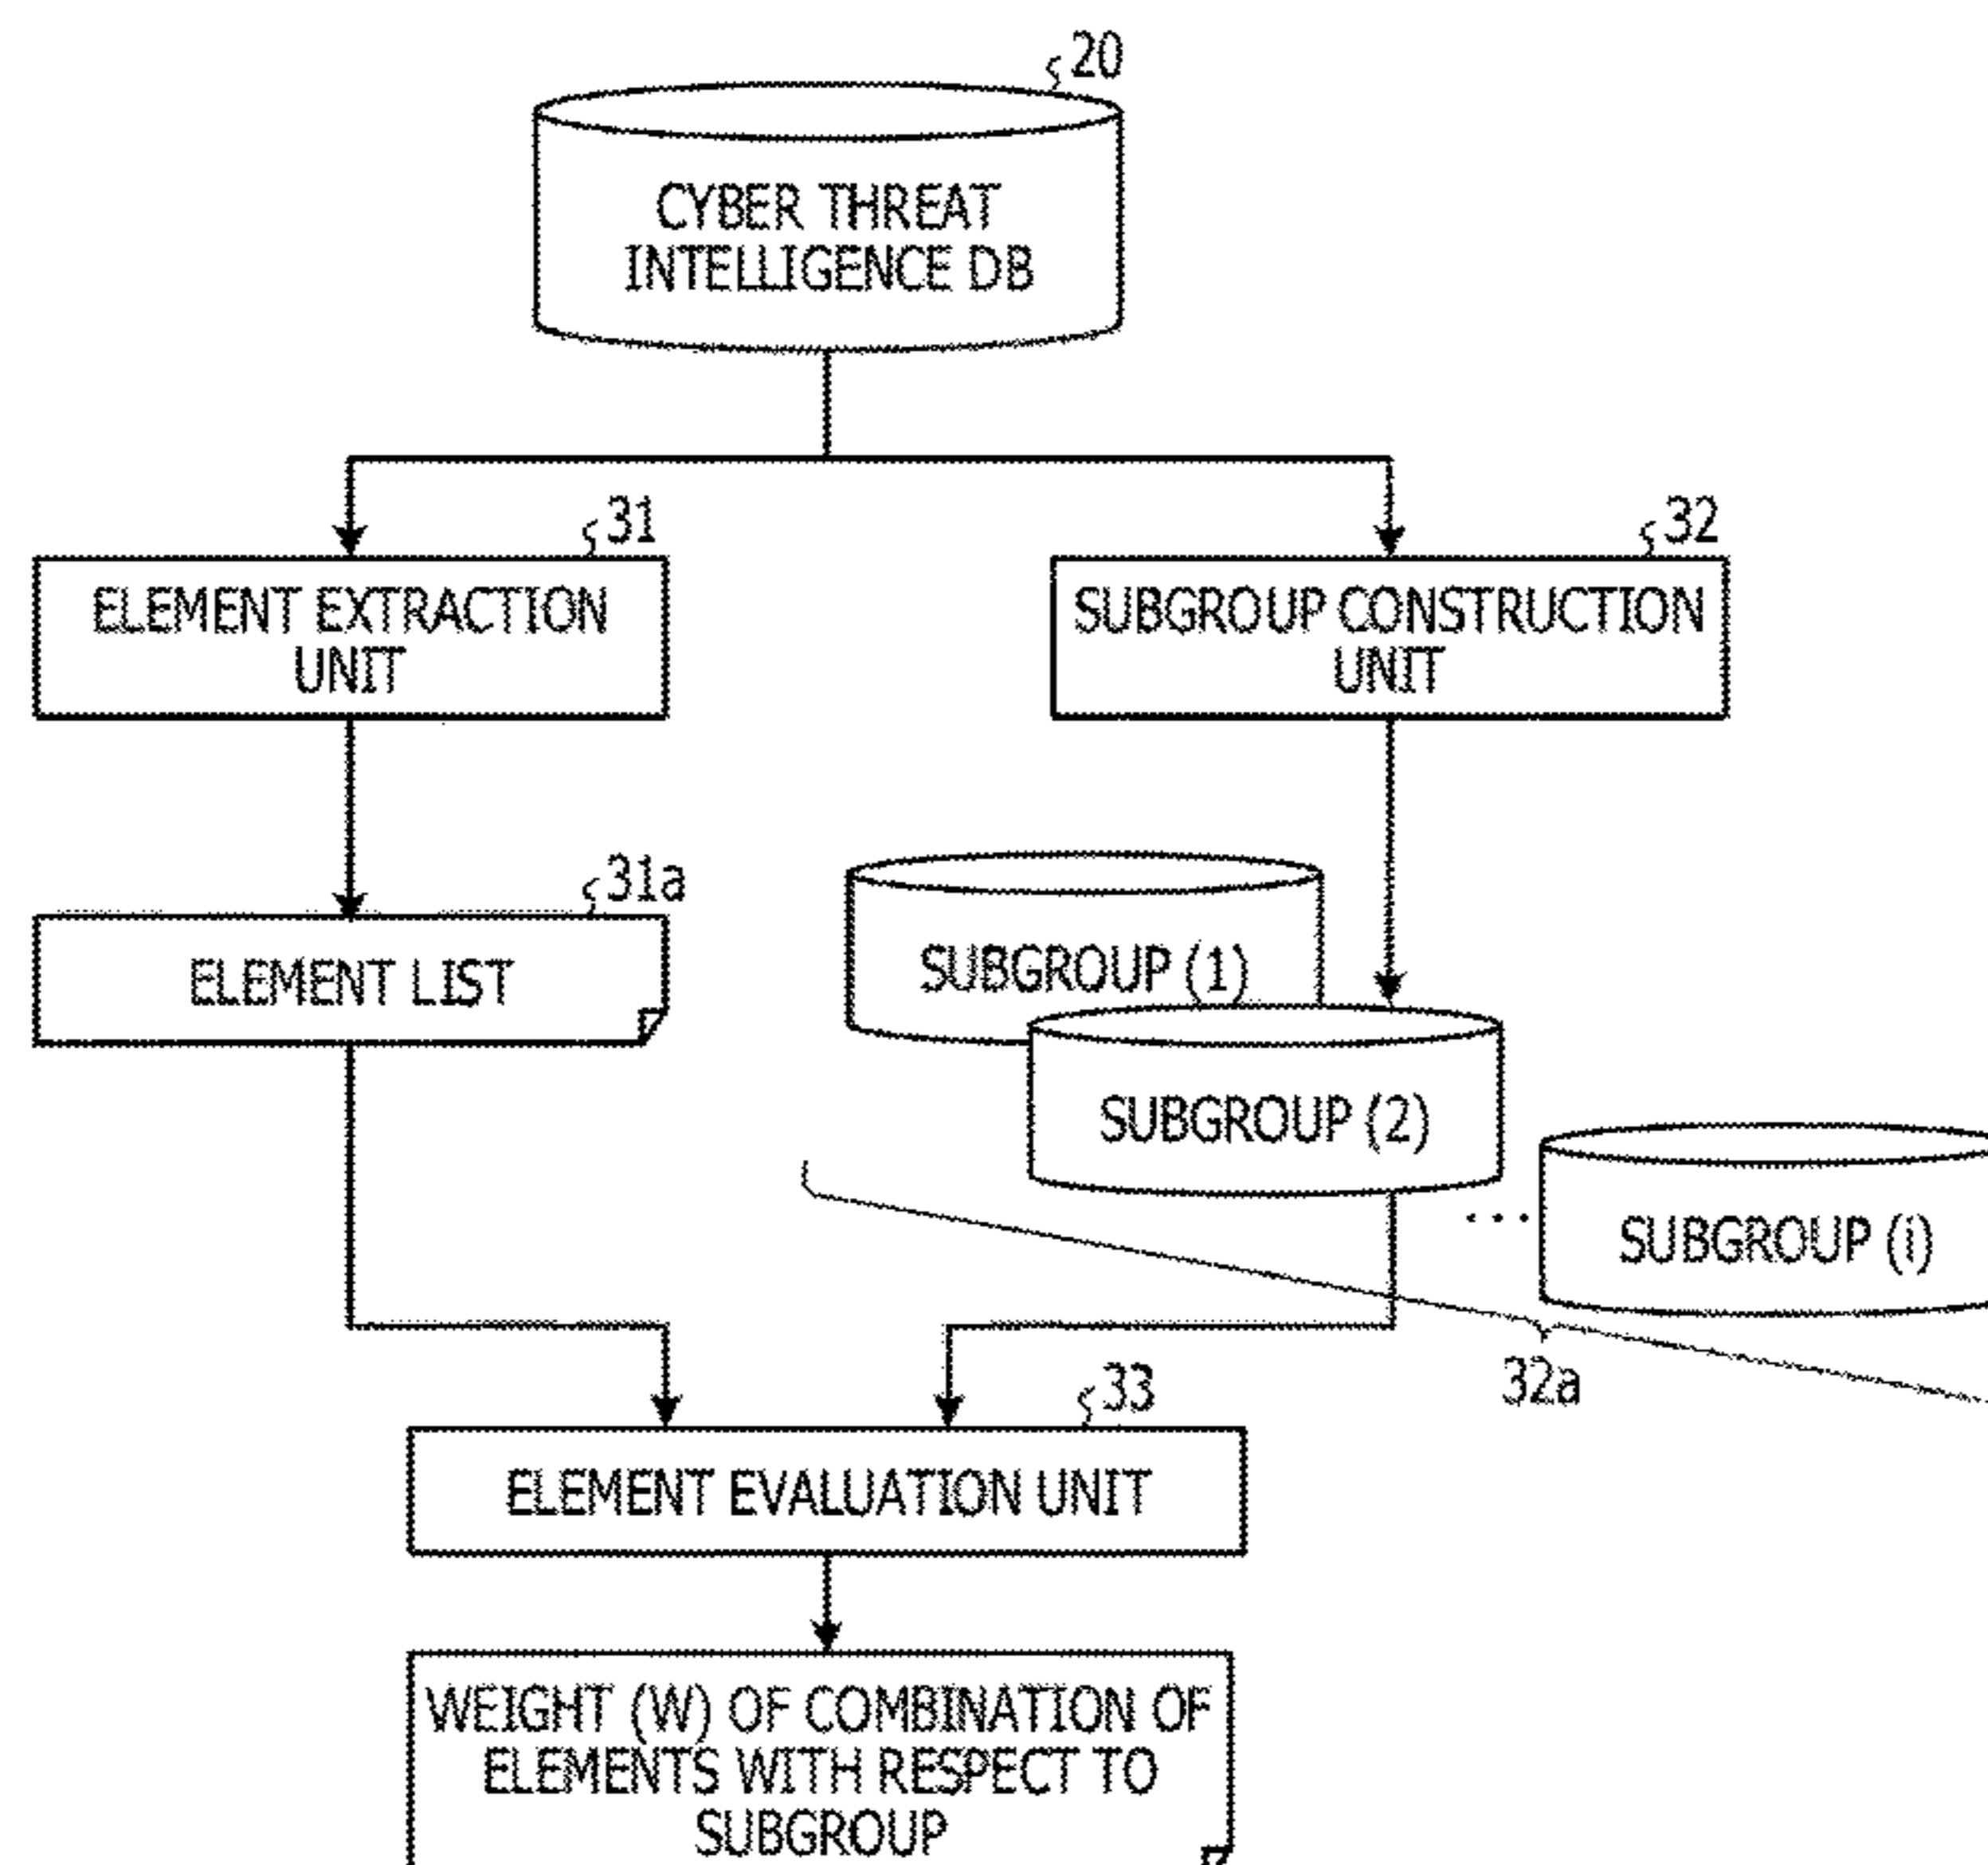 20
CYBER THREAT
INTELLIGENCE DB
31
32
ELEMENT EXTRACTION
UNIT
SUBGROUP CONSTRUCTION
UNIT
31a
ELEMENT LIST
SUBGROUP (1)
SUBGROUP (2)
...
SUBGROUP (i)
32a
33
ELEMENT EVALUATION UNIT
WEIGHT (W) OF COMBINATION OF
ELEMENTS WITH RESPECT TO
SUBGROUP